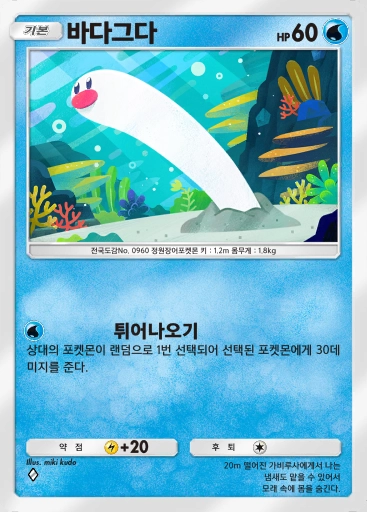 기본 바다그다 HP 60
전국도감No. 0960 정원장어포켓몬 키 : 1.2m 몸무게 : 1.8kg
튀어나오기
상대의 포켓몬이 랜덤으로 1번 선택되어 선택된 포켓몬에게 30데
미지를 준다.
약점 +20 후퇴
Illus. miki kudo
20m 떨어진 가비루사에게서 나는
냄새도 맡을 수 있어서
모래 속에 몸을 숨긴다.